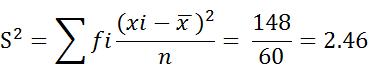 S² = ∑ fi (xi − x̅ )² / n = 148 / 60 = 2.46